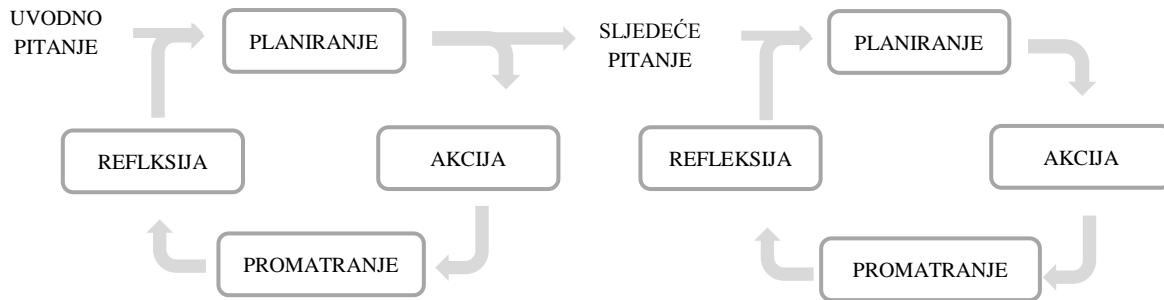 UVODNO
PITANJE
PLANIRANJE
AKCIJA
PROMATRANJE
REFLKSIJA
SLJEDEĆE
PITANJE
PLANIRANJE
AKCIJA
PROMATRANJE
REFLEKSIJA